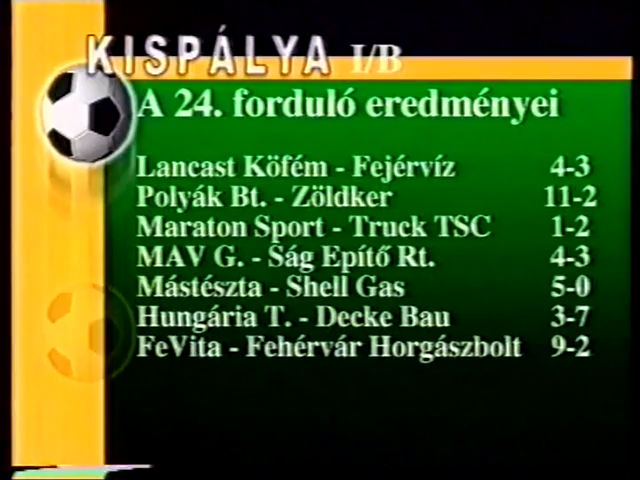 KISPÁLYA I/B
A 24. forduló eredményei
Lancast Köfém - Fejérvíz 4-3
Polyák Bt. - Zöldker 11-2
Maraton Sport - Truck TSC 1-2
MAV G. - Ság Epítő Rt. 4-3
Mástészta - Shell Gas 5-0
Hungária T. - Decke Bau 3-7
FeVita - Fehérvár Horgászbolt 9-2